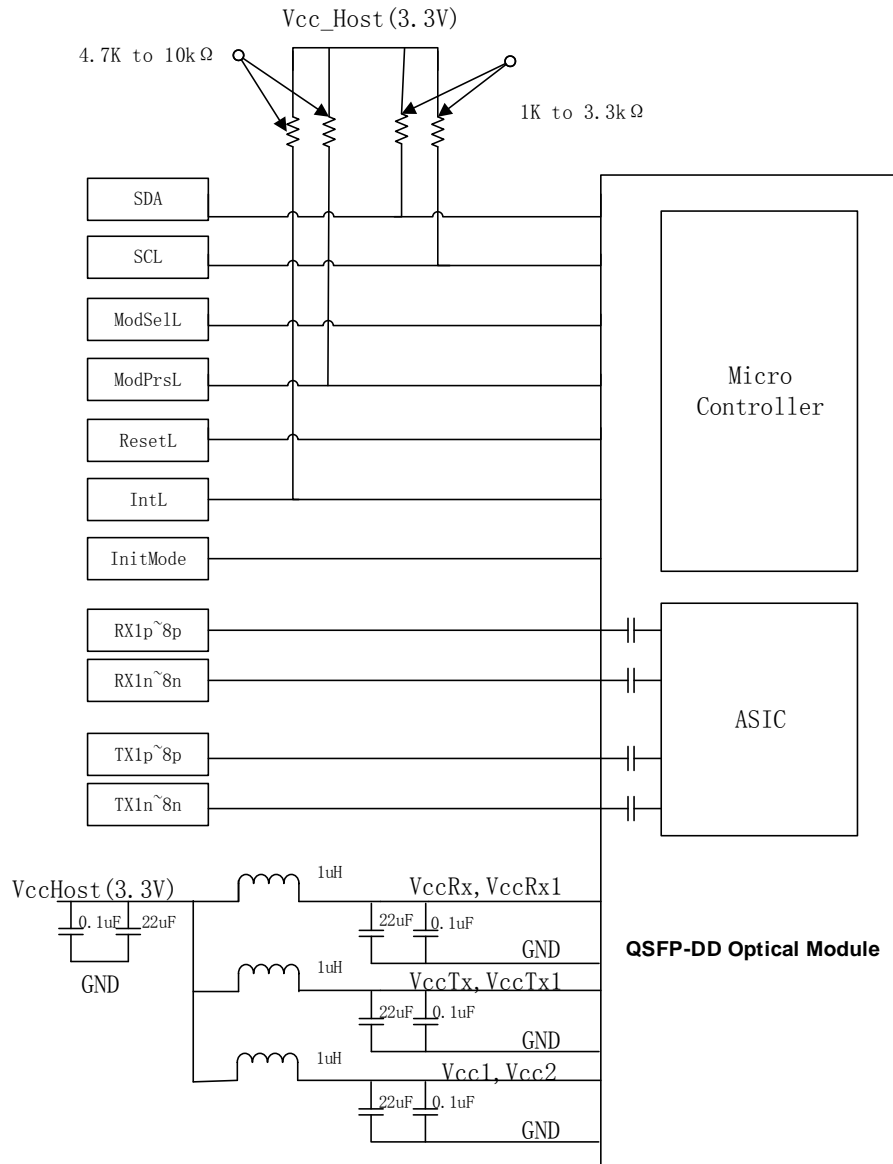 Vcc_Host(3.3V)
4.7K to 10kΩ
1K to 3.3kΩ
SDA
SCL
ModSelL
ModPrsL
ResetL
IntL
InitMode
Micro
Controller
RX1p~8p
RX1n~8n
TX1p~8p
TX1n~8n
ASIC
VccHost(3.3V)
0.1uF
22uF
GND
1uH
VccRx,VccRx1
22uF
0.1uF
GND
QSFP-DD Optical Module
1uH
VccTx,VccTx1
22uF
0.1uF
GND
1uH
Vcc1,Vcc2
22uF
0.1uF
GND